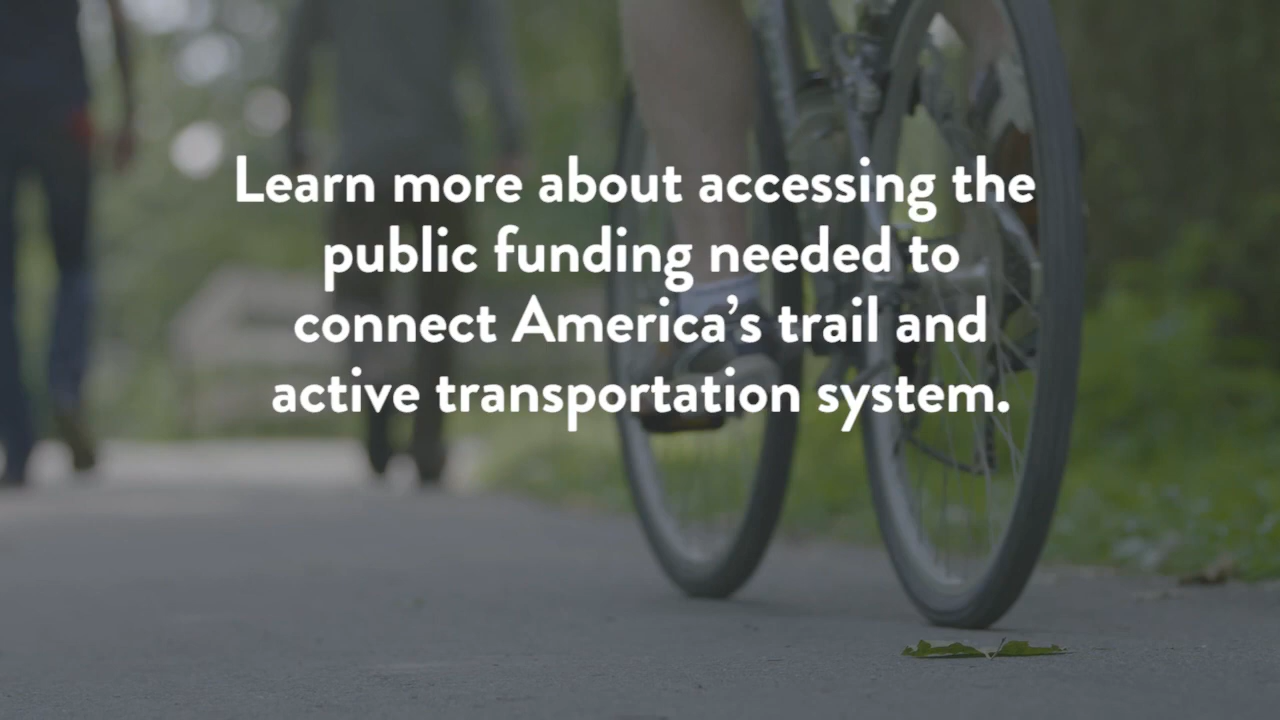 Learn more about accessing the
public funding needed to
connect America’s trail and
active transportation system.